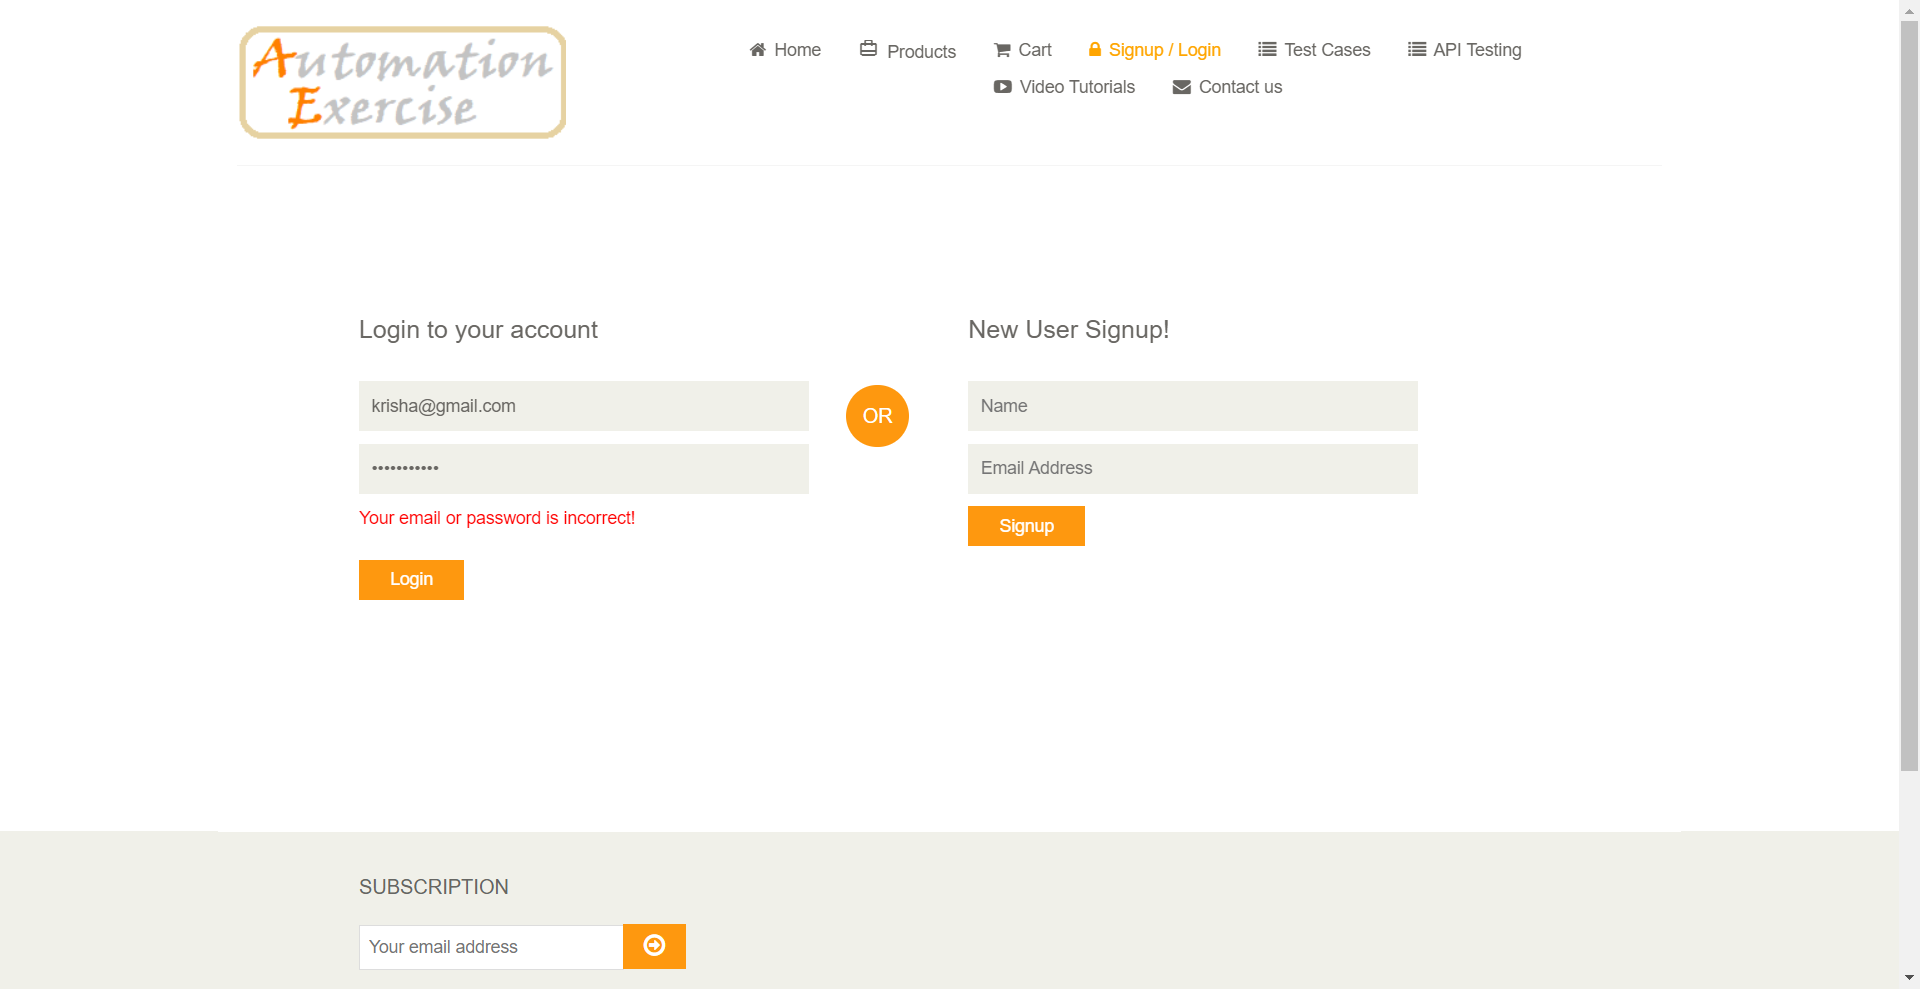 Automation
Exercise
Home
Products
Cart
Signup / Login
Test Cases
API Testing
Video Tutorials
Contact us
Login to your account
New User Signup!
krisha@gmail.com
•••••••••••
OR
Name
Email Address
Your email or password is incorrect!
Signup
Login
SUBSCRIPTION
Your email address